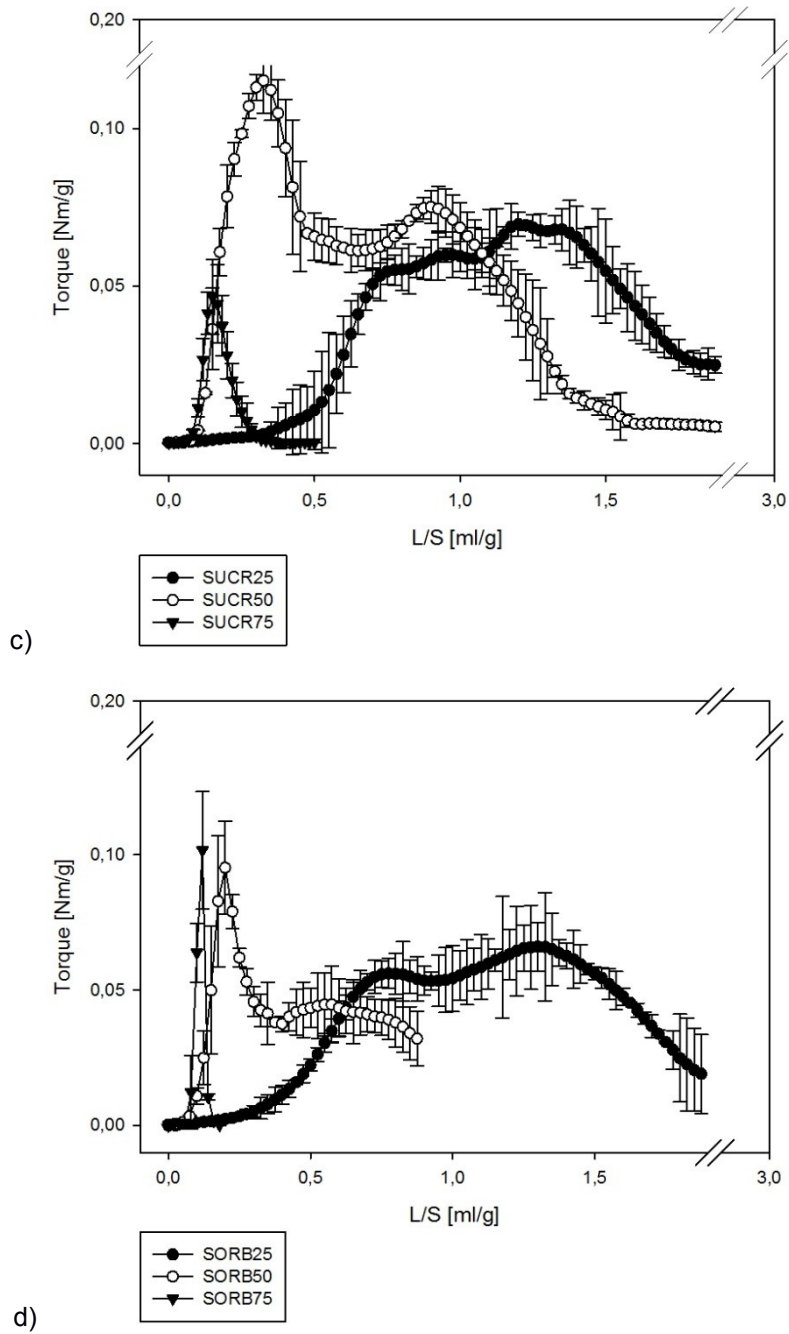 0,20
0,10
0,05
0,00
Torque [Nm/g]
0,0 0,5 1,0 1,5 3,0
L/S [ml/g]
SUCR25
SUCR50
SUCR75
c)
0,20
0,10
0,05
0,00
Torque [Nm/g]
0,0 0,5 1,0 1,5 3,0
L/S [ml/g]
SORB25
SORB50
SORB75
d)